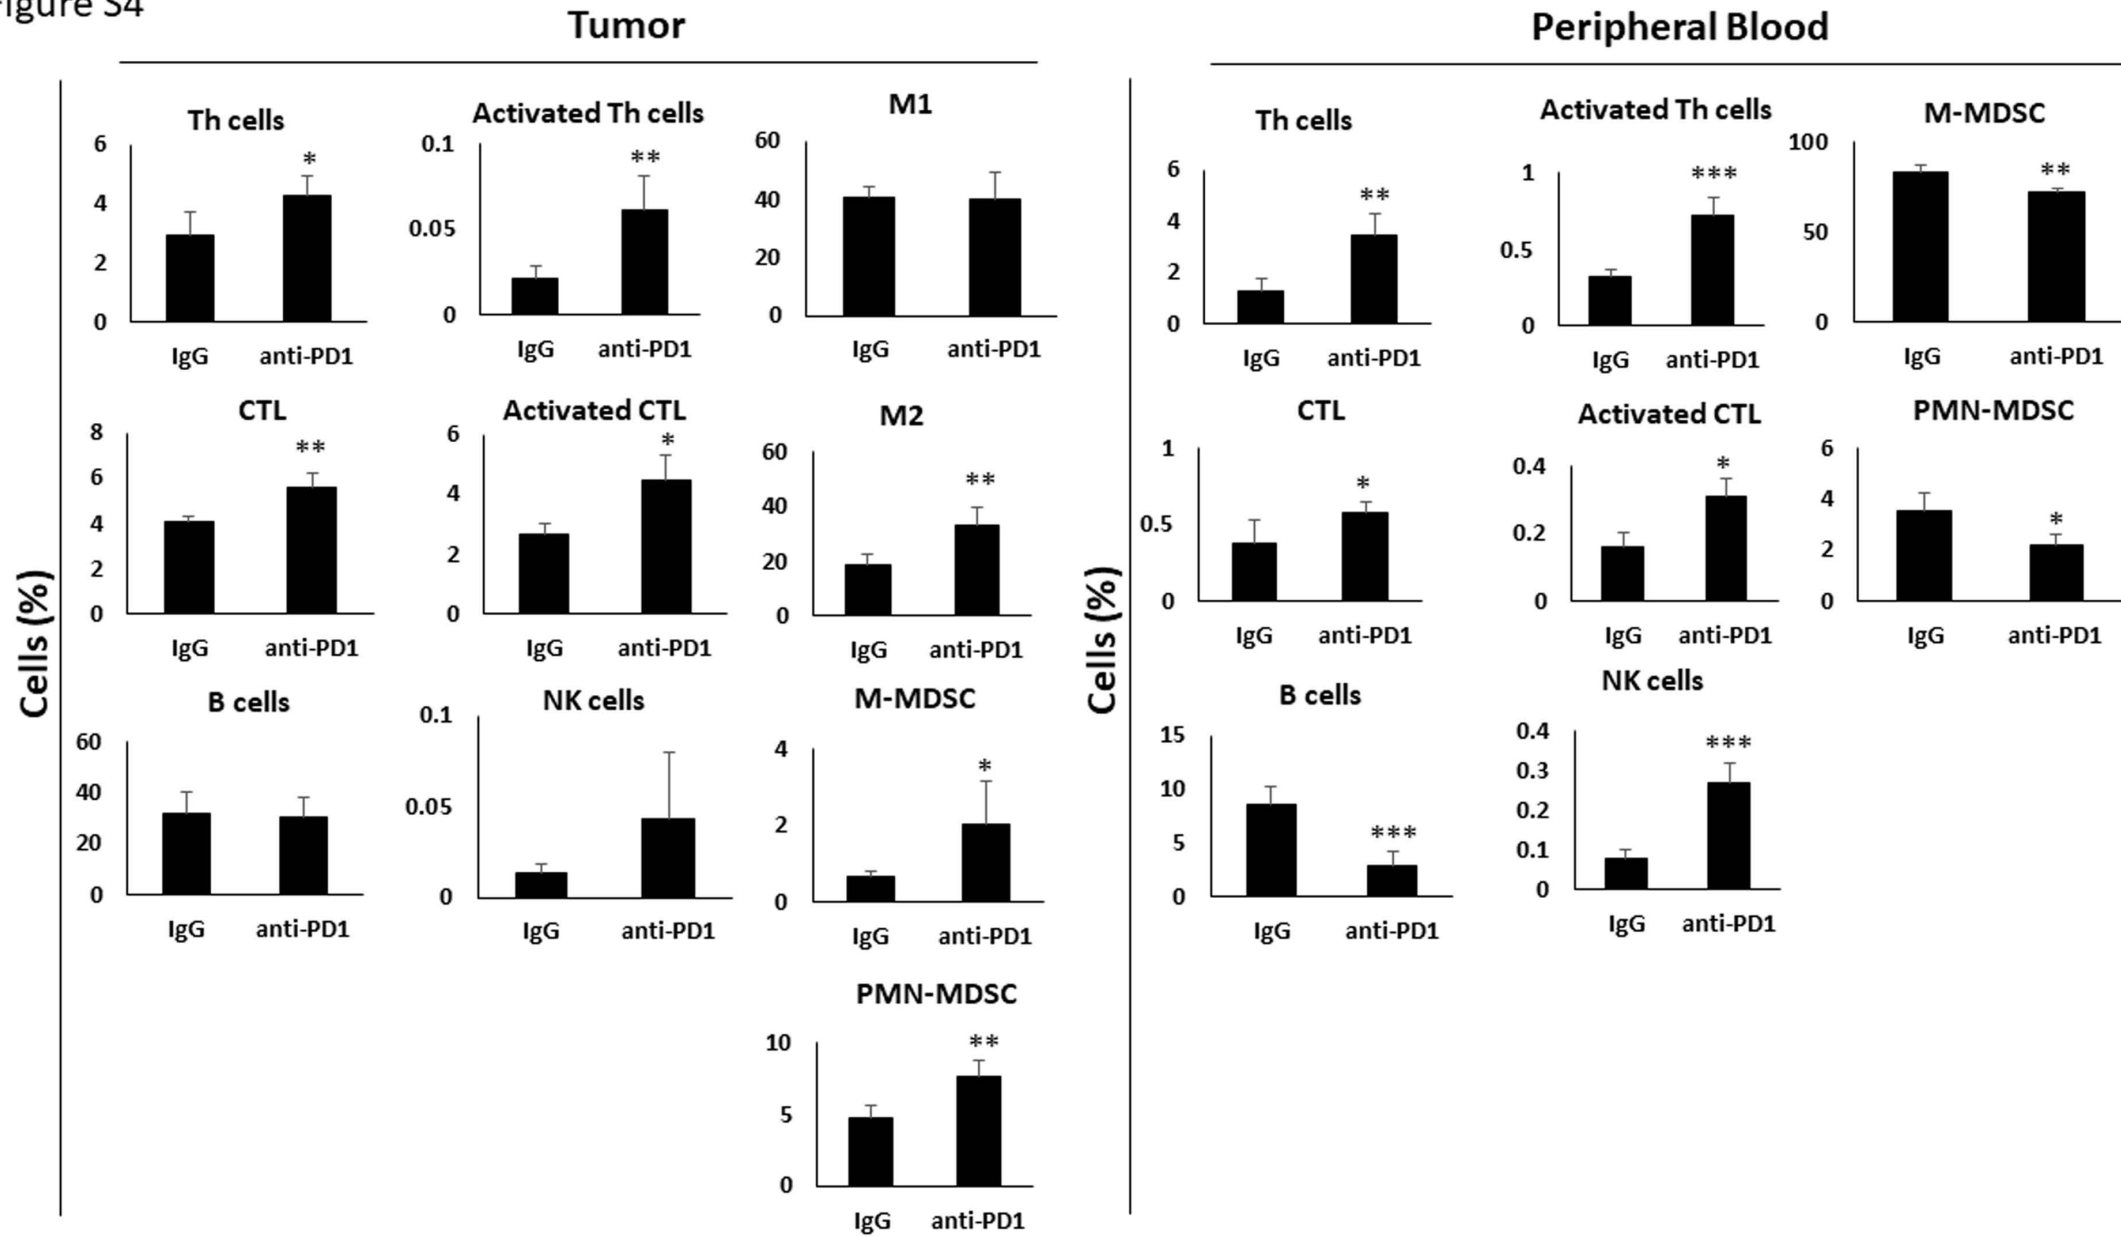 Figure S4
Tumor
Cells (%)
Th cells
6
*
4
2
0
IgG anti-PD1
Activated Th cells
0.1
**
0.05
0
IgG anti-PD1
M1
60
40
20
0
IgG anti-PD1
CTL
8
**
6
4
2
0
IgG anti-PD1
Activated CTL
6
*
4
2
0
IgG anti-PD1
M2
60
**
40
20
0
IgG anti-PD1
B cells
60
40
20
0
IgG anti-PD1
NK cells
0.1
0.05
0
IgG anti-PD1
M-MDSC
4
*
2
0
IgG anti-PD1
PMN-MDSC
10
**
5
0
IgG anti-PD1
Peripheral Blood
Cells (%)
Th cells
6
**
4
2
0
IgG anti-PD1
Activated Th cells
1
***
0.5
0
IgG anti-PD1
M-MDSC
100
**
50
0
IgG anti-PD1
CTL
1
*
0.5
0
IgG anti-PD1
Activated CTL
0.4
*
0.2
0
IgG anti-PD1
PMN-MDSC
6
4
*
2
0
IgG anti-PD1
B cells
15
10
5
***
0
IgG anti-PD1
NK cells
0.4
***
0.3
0.2
0.1
0
IgG anti-PD1